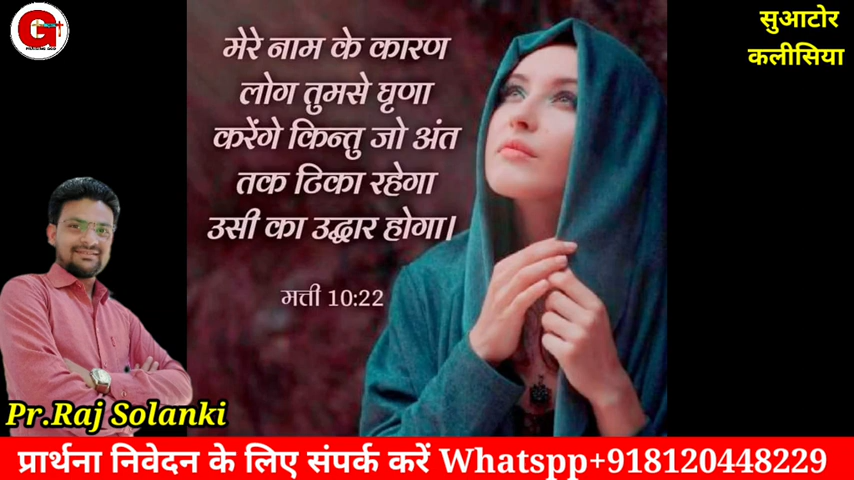 G
सुआटोर
कलीसिया
मेरे नाम के कारण
लोग तुमसे घृणा
करेंगे किन्तु जो अंत
तक टिका रहेगा
उसी का उद्धार होगा।
मत्ती 10:22
Pr.Raj Solanki
प्रार्थना निवेदन के लिए संपर्क करें Whatspp+918120448229